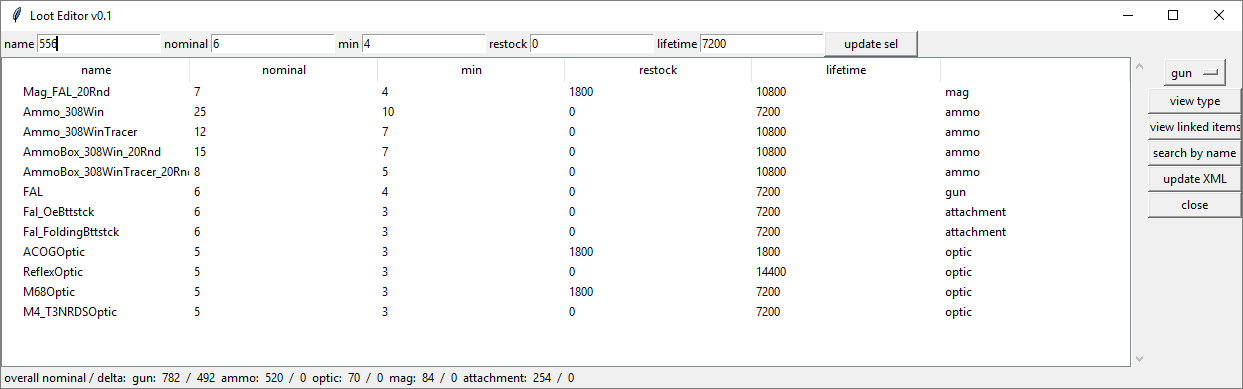 Loot Editor v0.1
name 556 nominal 6 min 4 restock 0 lifetime 7200 update sel
name nominal min restock lifetime
Mag_FAL_20Rnd 7 4 1800 10800 mag
Ammo_308Win 25 10 0 7200 ammo
Ammo_308WinTracer 12 7 0 10800 ammo
AmmoBox_308Win_20Rnd 15 7 0 10800 ammo
AmmoBox_308WinTracer_20Rnd 8 5 0 10800 ammo
FAL 6 4 0 7200 gun
Fal_OeBttstck 6 3 0 7200 attachment
Fal_FoldingBttstck 6 3 0 7200 attachment
ACOGOptic 5 3 1800 1800 optic
ReflexOptic 5 3 0 14400 optic
M68Optic 5 3 1800 7200 optic
M4_T3NRDSOptic 5 3 0 7200 optic
gun
view type
view linked items
search by name
update XML
close
overall nominal / delta: gun: 782 / 492 ammo: 520 / 0 optic: 70 / 0 mag: 84 / 0 attachment: 254 / 0